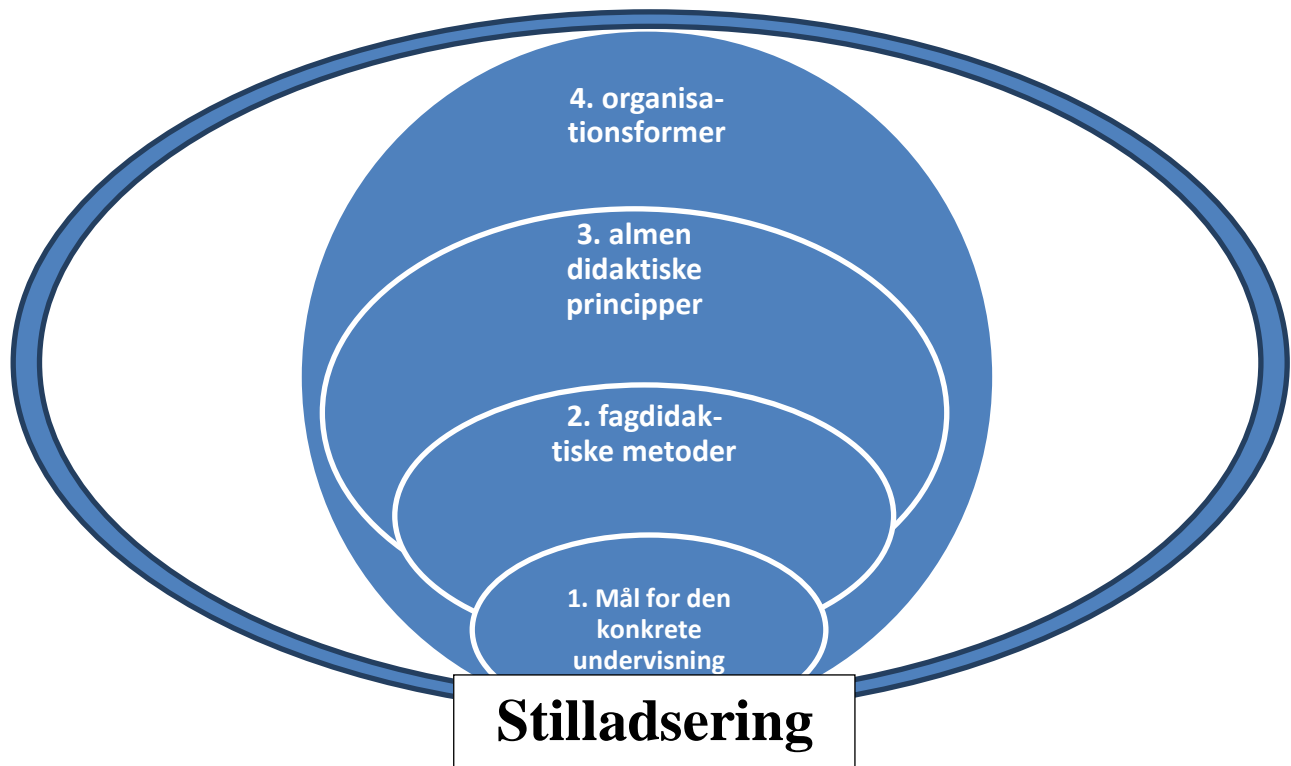 4. organisa-
tionsformer
3. almen
didaktiske
principper
2. fagdidak-
tiske metoder
1. Mål for den
konkrete
undervisning
Stilladsering